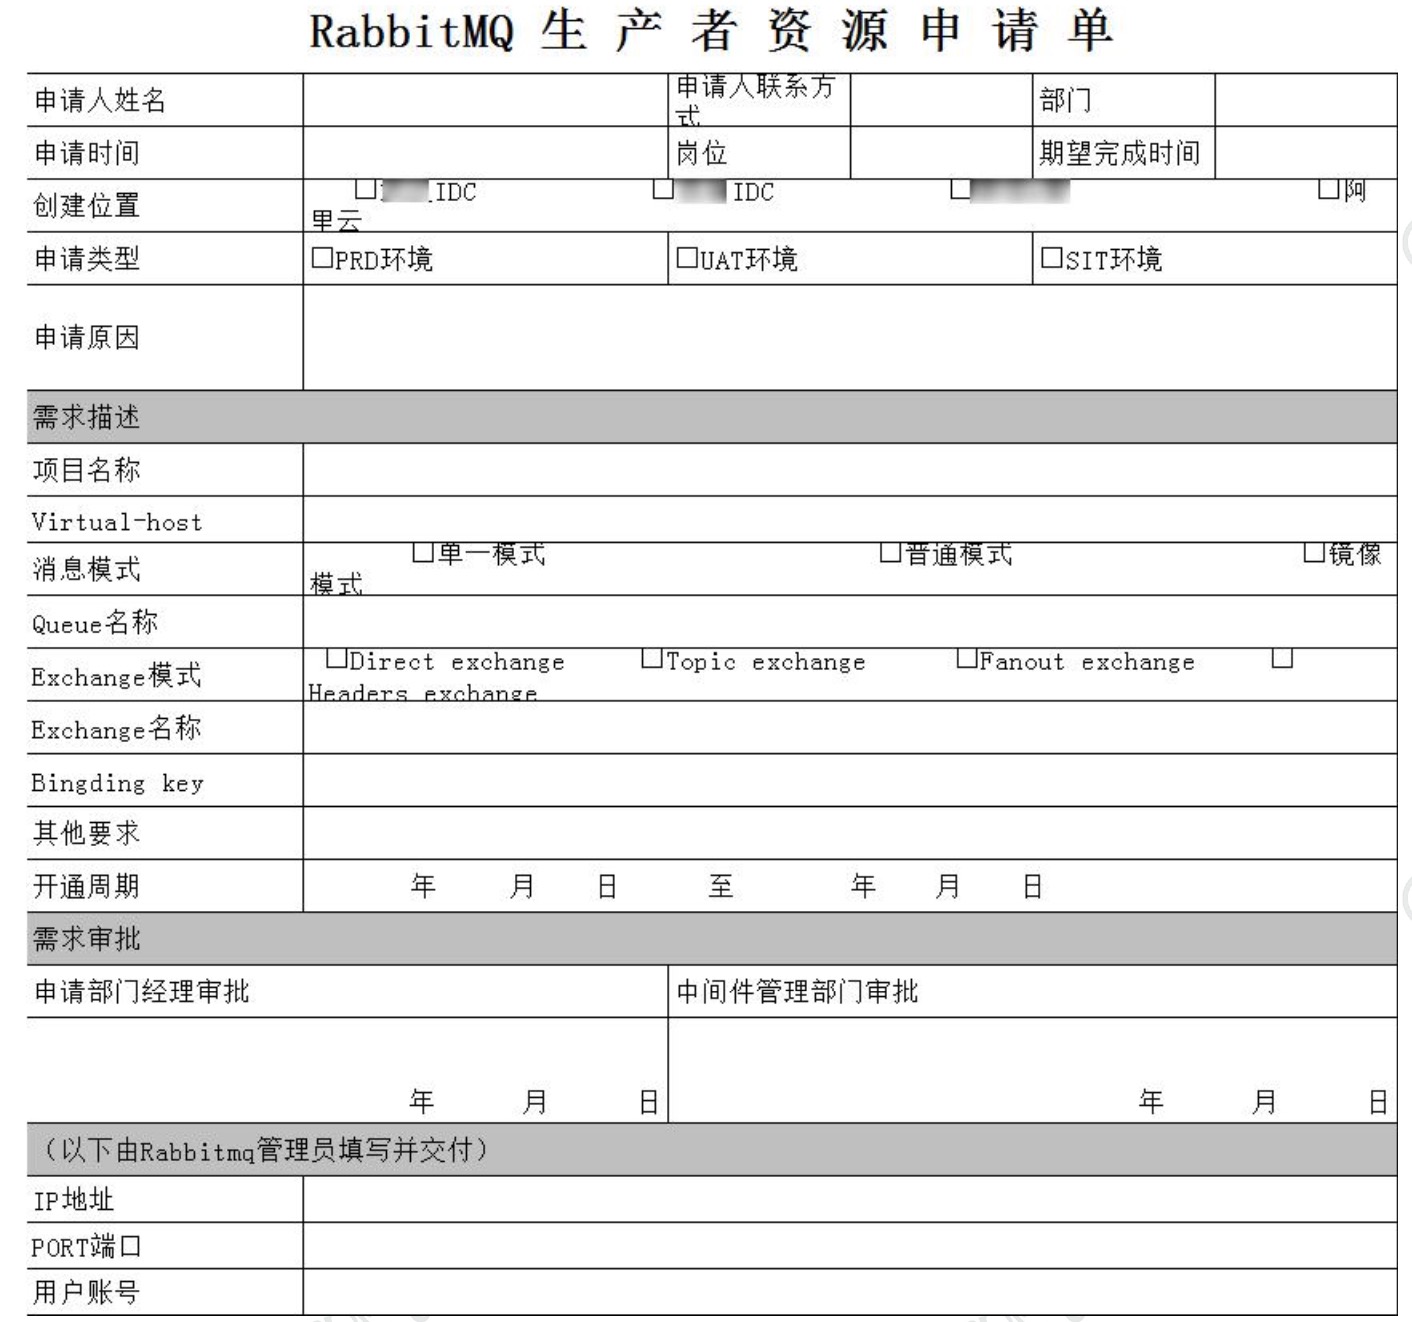 RabbitMQ 生 产 者 资 源 申 请 单
申请人姓名 申请人联系方式 部门
申请时间 岗位 期望完成时间
创建位置 □ IDC □ IDC □ □阿
里云
申请类型 □PRD环境 □UAT环境 □SIT环境
申请原因
需求描述
项目名称
Virtual-host
消息模式 □单一模式 □普通模式 □镜像
模式
Queue名称
Exchange模式 □Direct exchange □Topic exchange □Fanout exchange □
Headers exchange
Exchange名称
Bingding key
其他要求
开通周期 年 月 日 至 年 月 日
需求审批
申请部门经理审批 中间件管理部门审批
年 月 日 年 月 日
（以下由Rabbitmq管理员填写并交付）
IP地址
PORT端口
用户账号